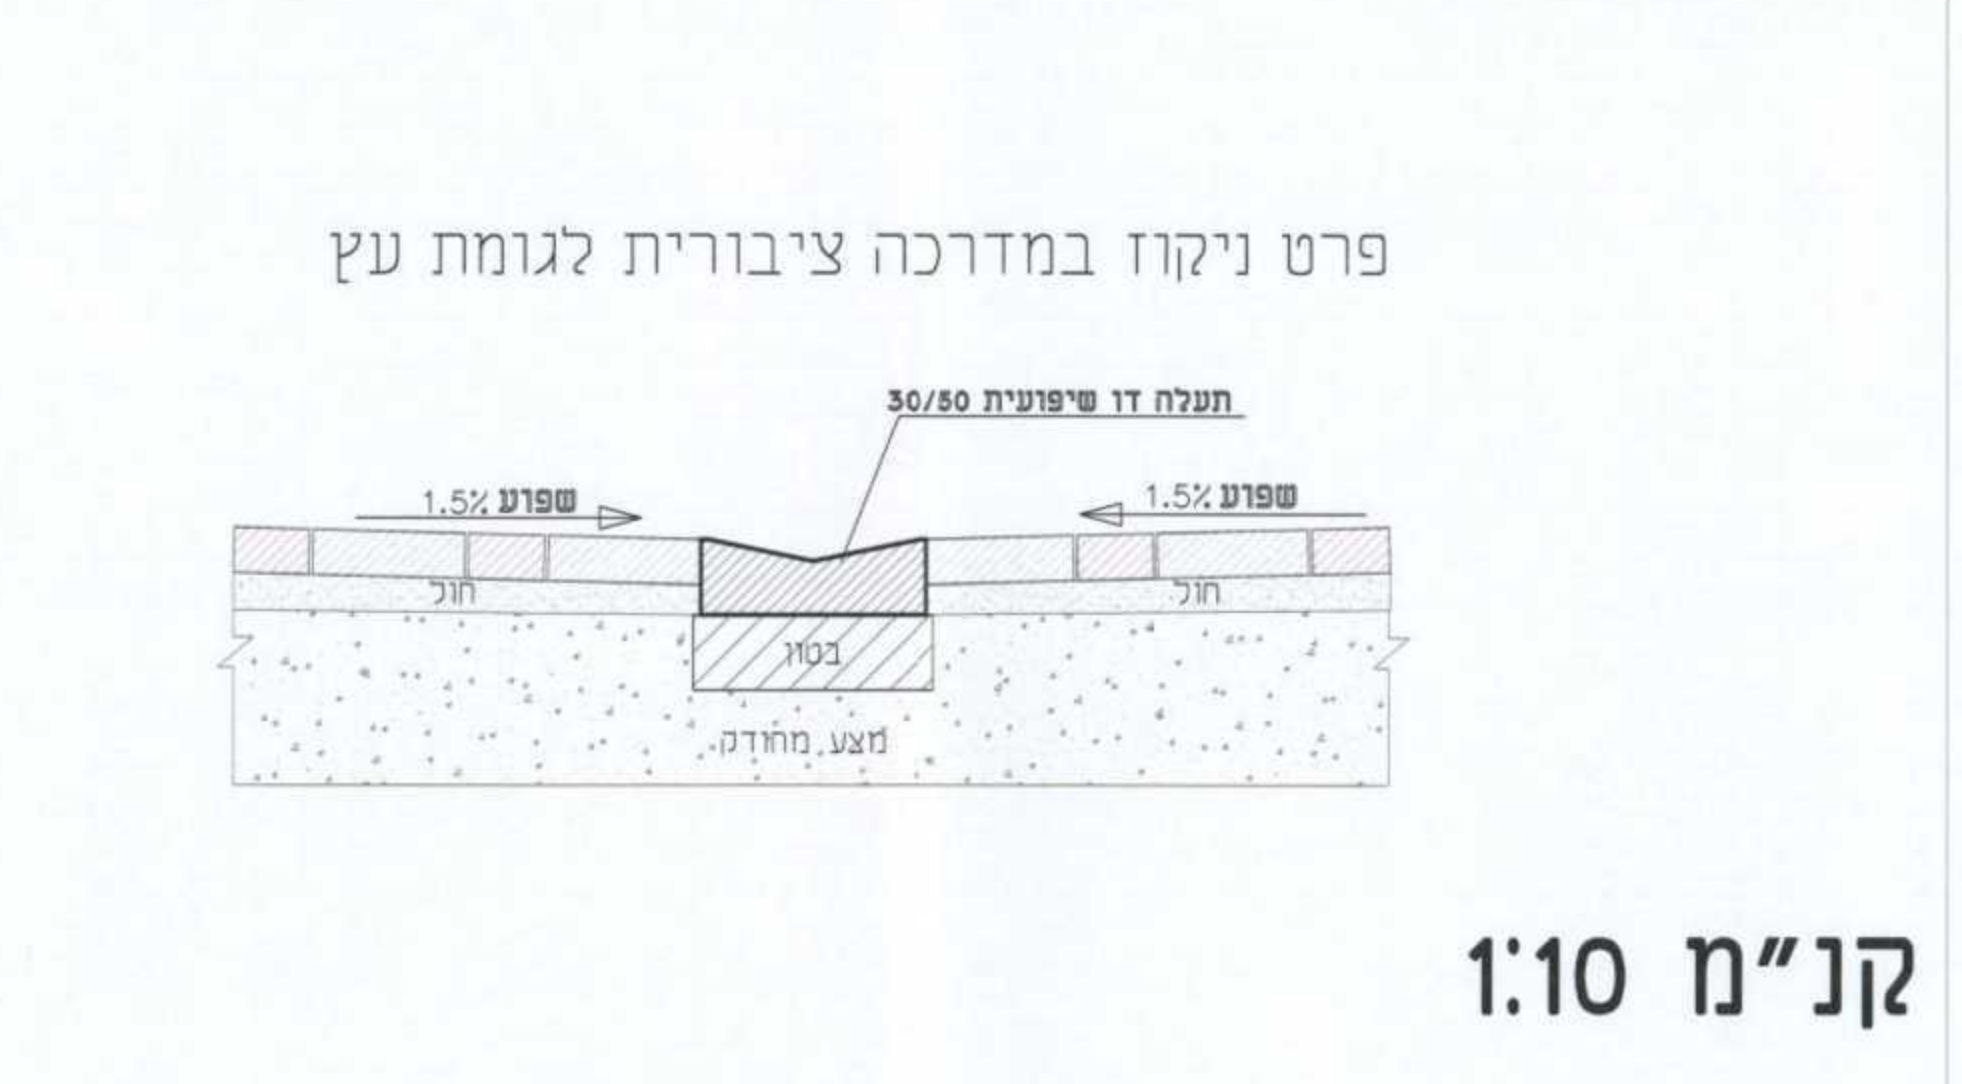 פרט ניקוז במדרכה ציבורית לגומת עץ
תעלה דו שיפועית 30/50
שפוע 1.5%
שפוע 1.5%
חול
חול
בטון
מצע מהודק
קנ"מ 1:10